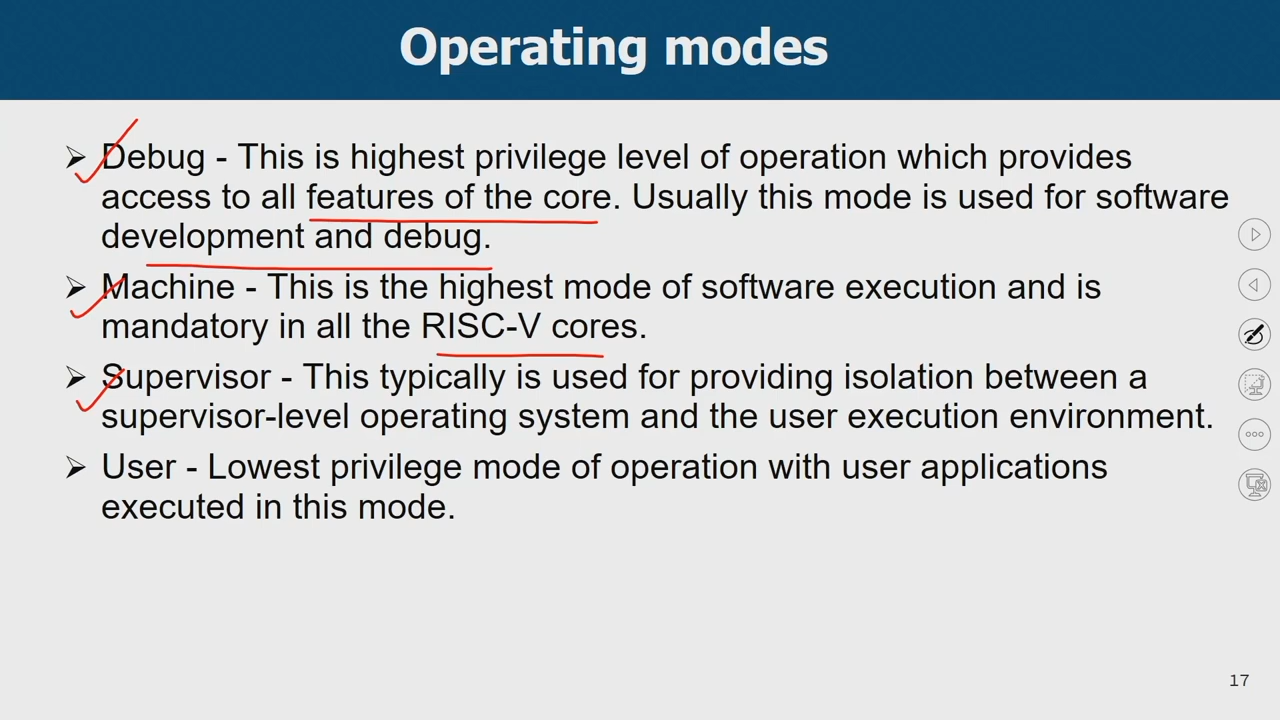 Operating modes
➢ Debug - This is highest privilege level of operation which provides
access to all features of the core. Usually this mode is used for software
development and debug.
➢ Machine - This is the highest mode of software execution and is
mandatory in all the RISC-V cores.
➢ Supervisor - This typically is used for providing isolation between a
supervisor-level operating system and the user execution environment.
➢ User - Lowest privilege mode of operation with user applications
executed in this mode.
17